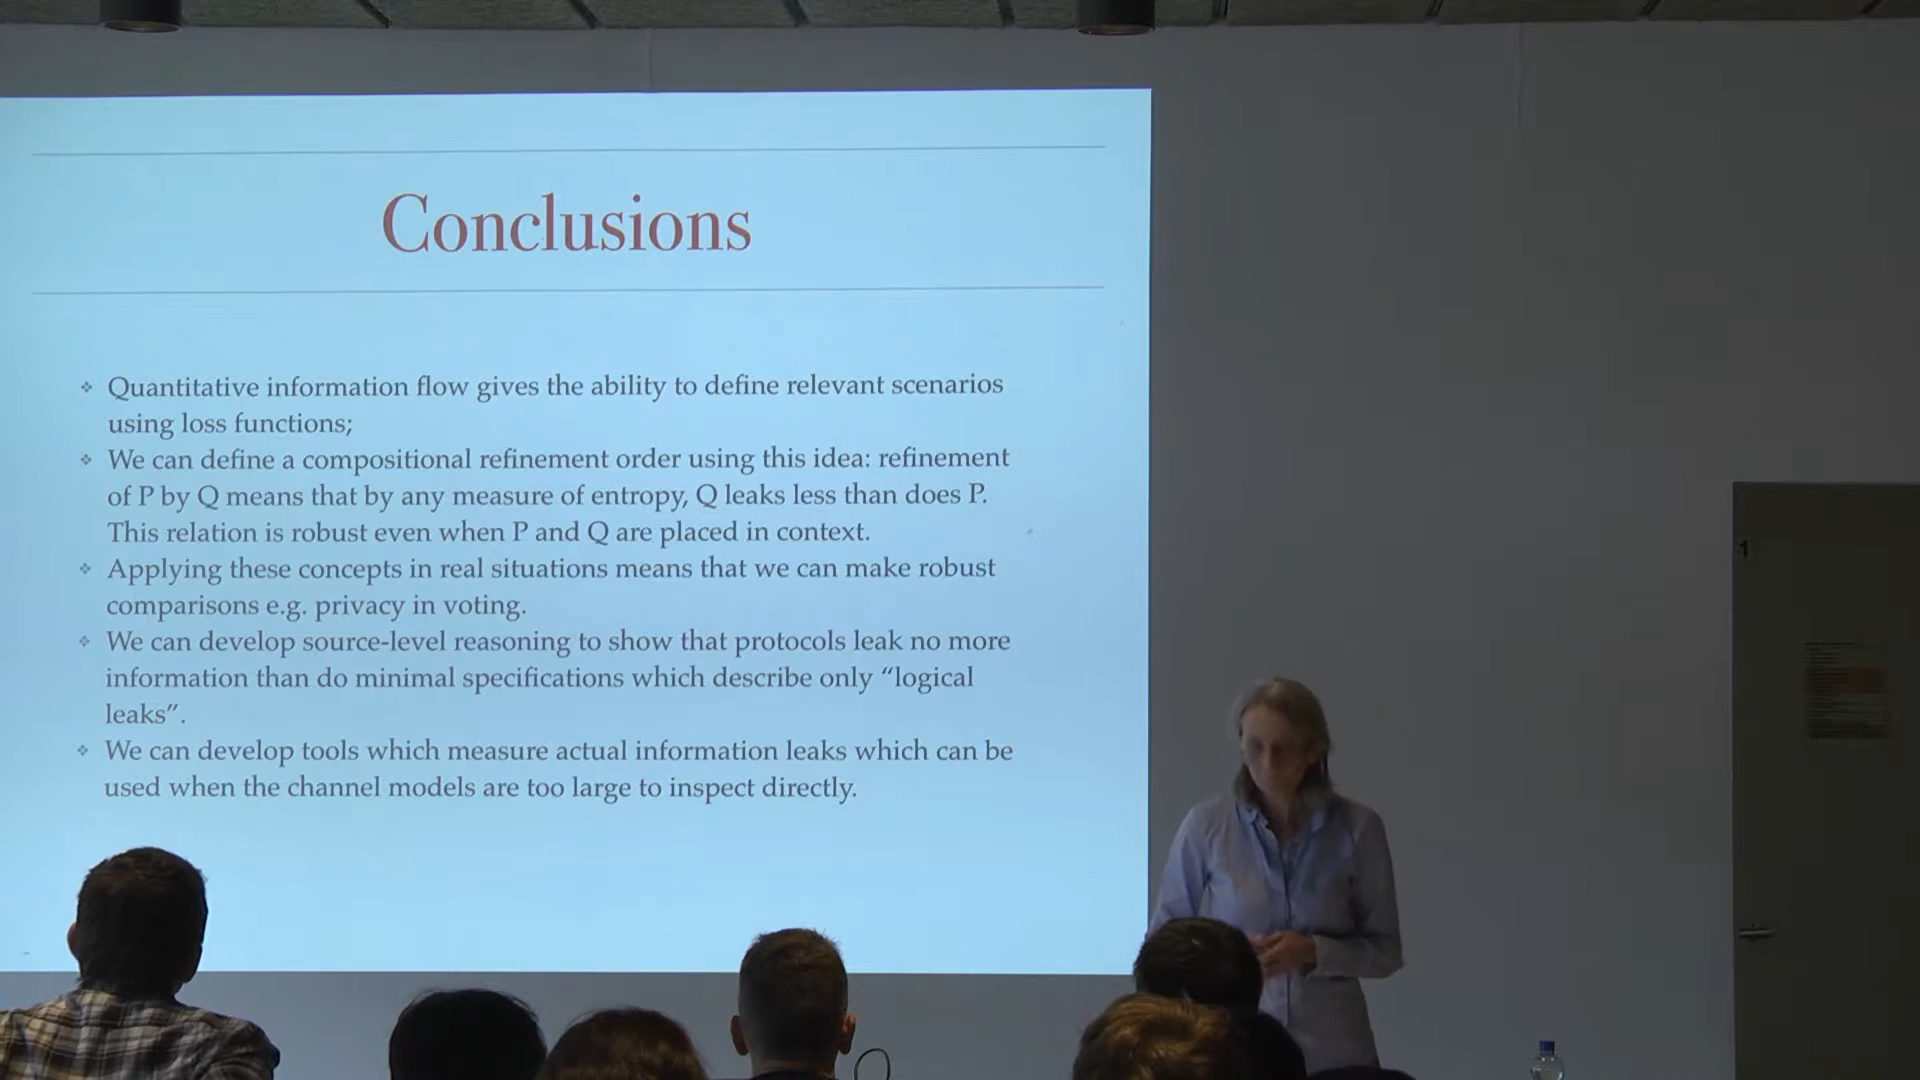 Conclusions
Quantitative information flow gives the ability to define relevant scenarios
using loss functions;
We can define a compositional refinement order using this idea: refinement
of P by Q means that by any measure of entropy, Q leaks less than does P.
This relation is robust even when P and Q are placed in context.
Applying these concepts in real situations means that we can make robust
comparisons e.g. privacy in voting.
We can develop source-level reasoning to show that protocols leak no more
information than do minimal specifications which describe only “logical
leaks”.
We can develop tools which measure actual information leaks which can be
used when the channel models are too large to inspect directly.
1